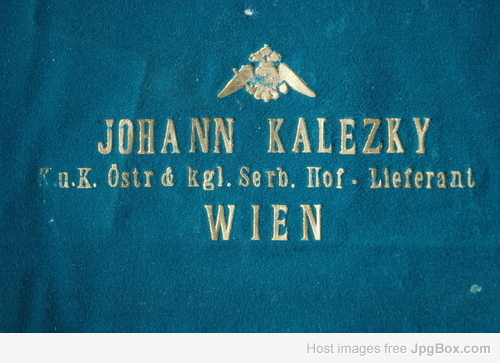 JOHANN KALEZKY
K.u.K. Östr & kgl. Serb. Hof - Lieferant
WIEN
Host images free JpgBox.com